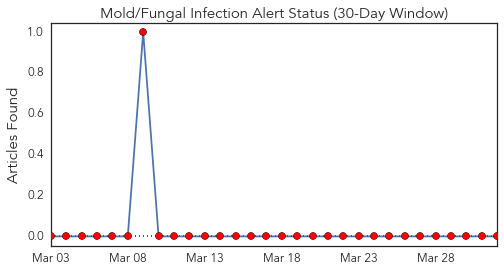 Mold/Fungal Infection Alert Status (30-Day Window)
Articles Found
1.0
0.8
0.6
0.4
0.2
0.0
Mar 03 Mar 08 Mar 13 Mar 18 Mar 23 Mar 28